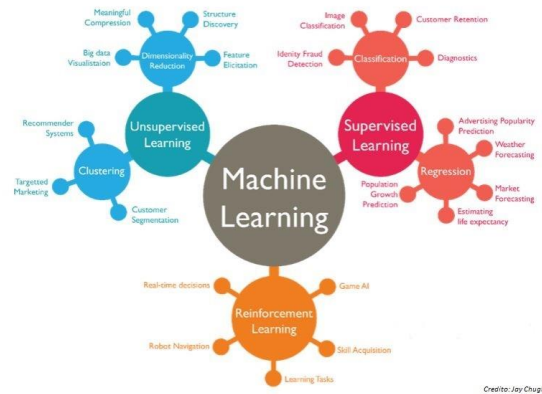 Meaningful
Compression
Structure
Discovery
Big data
Visualistaion
Dimensionality
Reduction
Feature
Elicitation
Recommender
Systems
Unsupervised
Learning
Clustering
Targetted
Marketing
Customer
Segmentation
Machine
Learning
Image
Classification
Customer Retention
Idenity Fraud
Detection
Classification
Diagnostics
Supervised
Learning
Advertising Popularity
Prediction
Weather
Forecasting
Regression
Population
Growth
Prediction
Market
Forecasting
Estimating
life expectancy
Real-time decisions
Game AI
Reinforcement
Learning
Robot Navigation
Skill Acquisition
Learning Tasks
Credito: Jay Chug